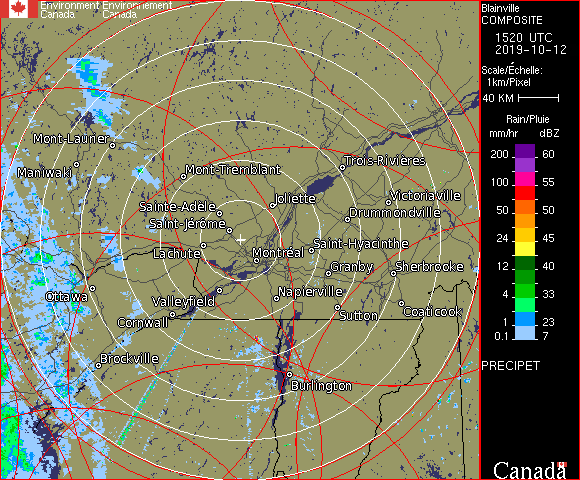 Environment Environnement
Canada Canada
Blainville
COMPOSITE
1520 UTC
2019-10-12
Scale/Échelle:
1km/Pixel
40 KM
Rain/Pluie
mm/hr dBZ
200 60
100 55
50 50
24 45
12 40
4 33
1 23
0.1 7
PRECIPET
Canada
Mont-Laurier
Maniwaki
Mont-Tremblant
Trois-Rivières
Sainte-Adèle
Joliette
Victoriaville
Saint-Jérôme
Drummondville
Lachute
Montréal
Saint-Hyacinthe
Granby
Sherbrooke
Ottawa
Valleyfield
Napierville
Cornwall
Sutton
Coaticook
Brockville
Burlington